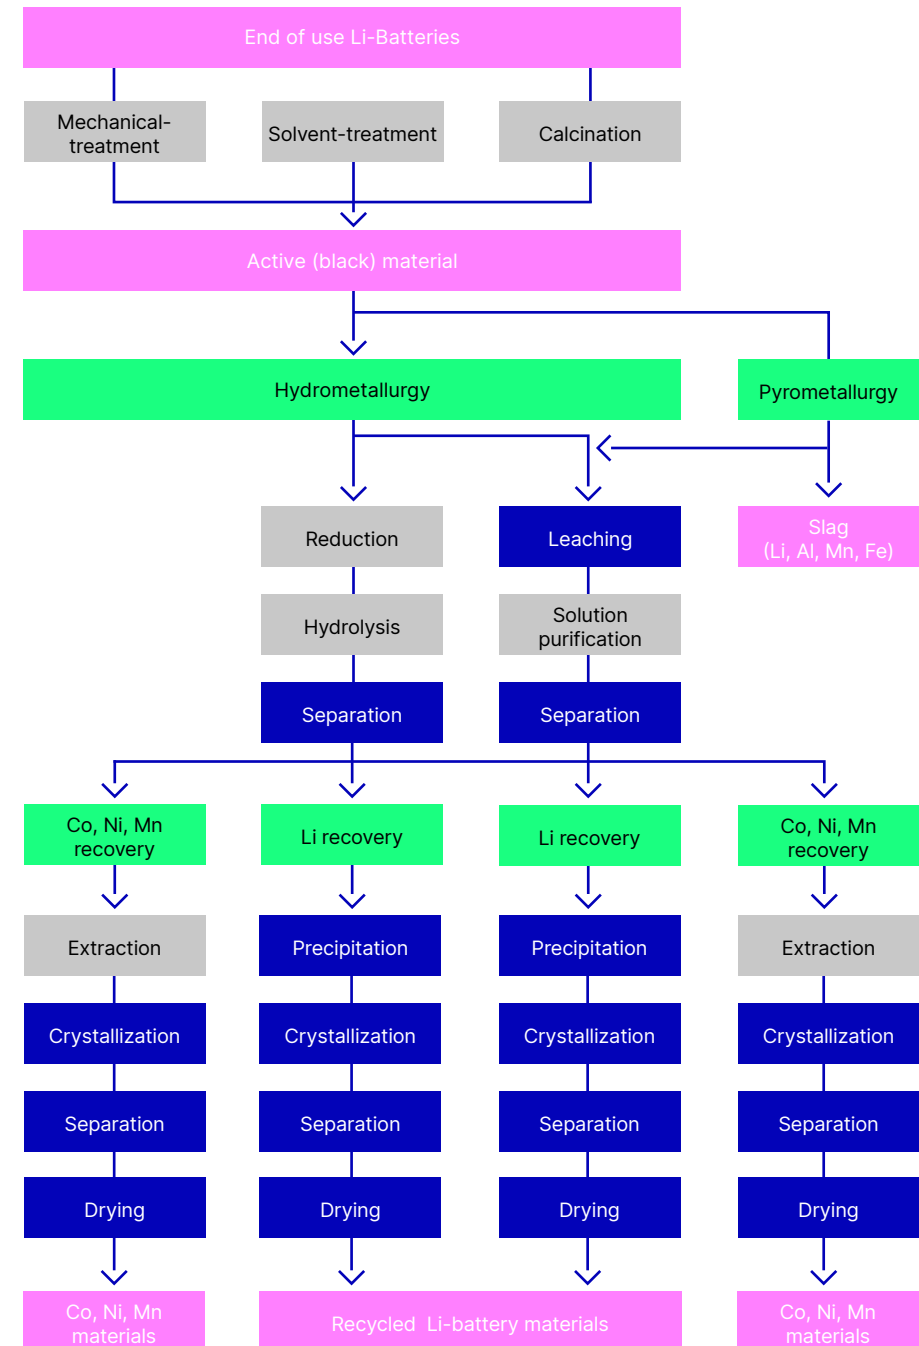 End of use Li-Batteries
Mechanical-
treatment
Solvent-treatment
Calcination
Active (black) material
Hydrometallurgy
Pyrometallurgy
Reduction
Leaching
Slag
(Li, Al, Mn, Fe)
Hydrolysis
Solution
purification
Separation
Separation
Co, Ni, Mn
recovery
Li recovery
Li recovery
Co, Ni, Mn
recovery
Extraction
Precipitation
Precipitation
Extraction
Crystallization
Crystallization
Crystallization
Crystallization
Separation
Separation
Separation
Separation
Drying
Drying
Drying
Drying
Co, Ni, Mn
materials
Recycled Li-battery materials
Co, Ni, Mn
materials